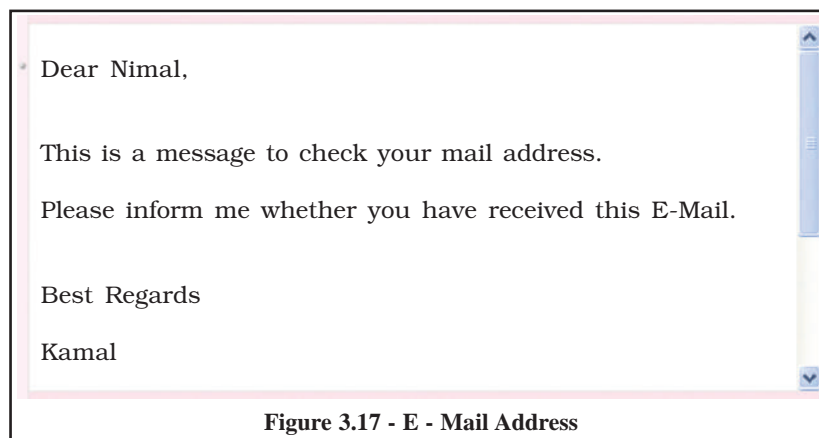 Dear Nimal,
This is a message to check your mail address.
Please inform me whether you have received this E-Mail.
Best Regards
Kamal
Figure 3.17 - E - Mail Address